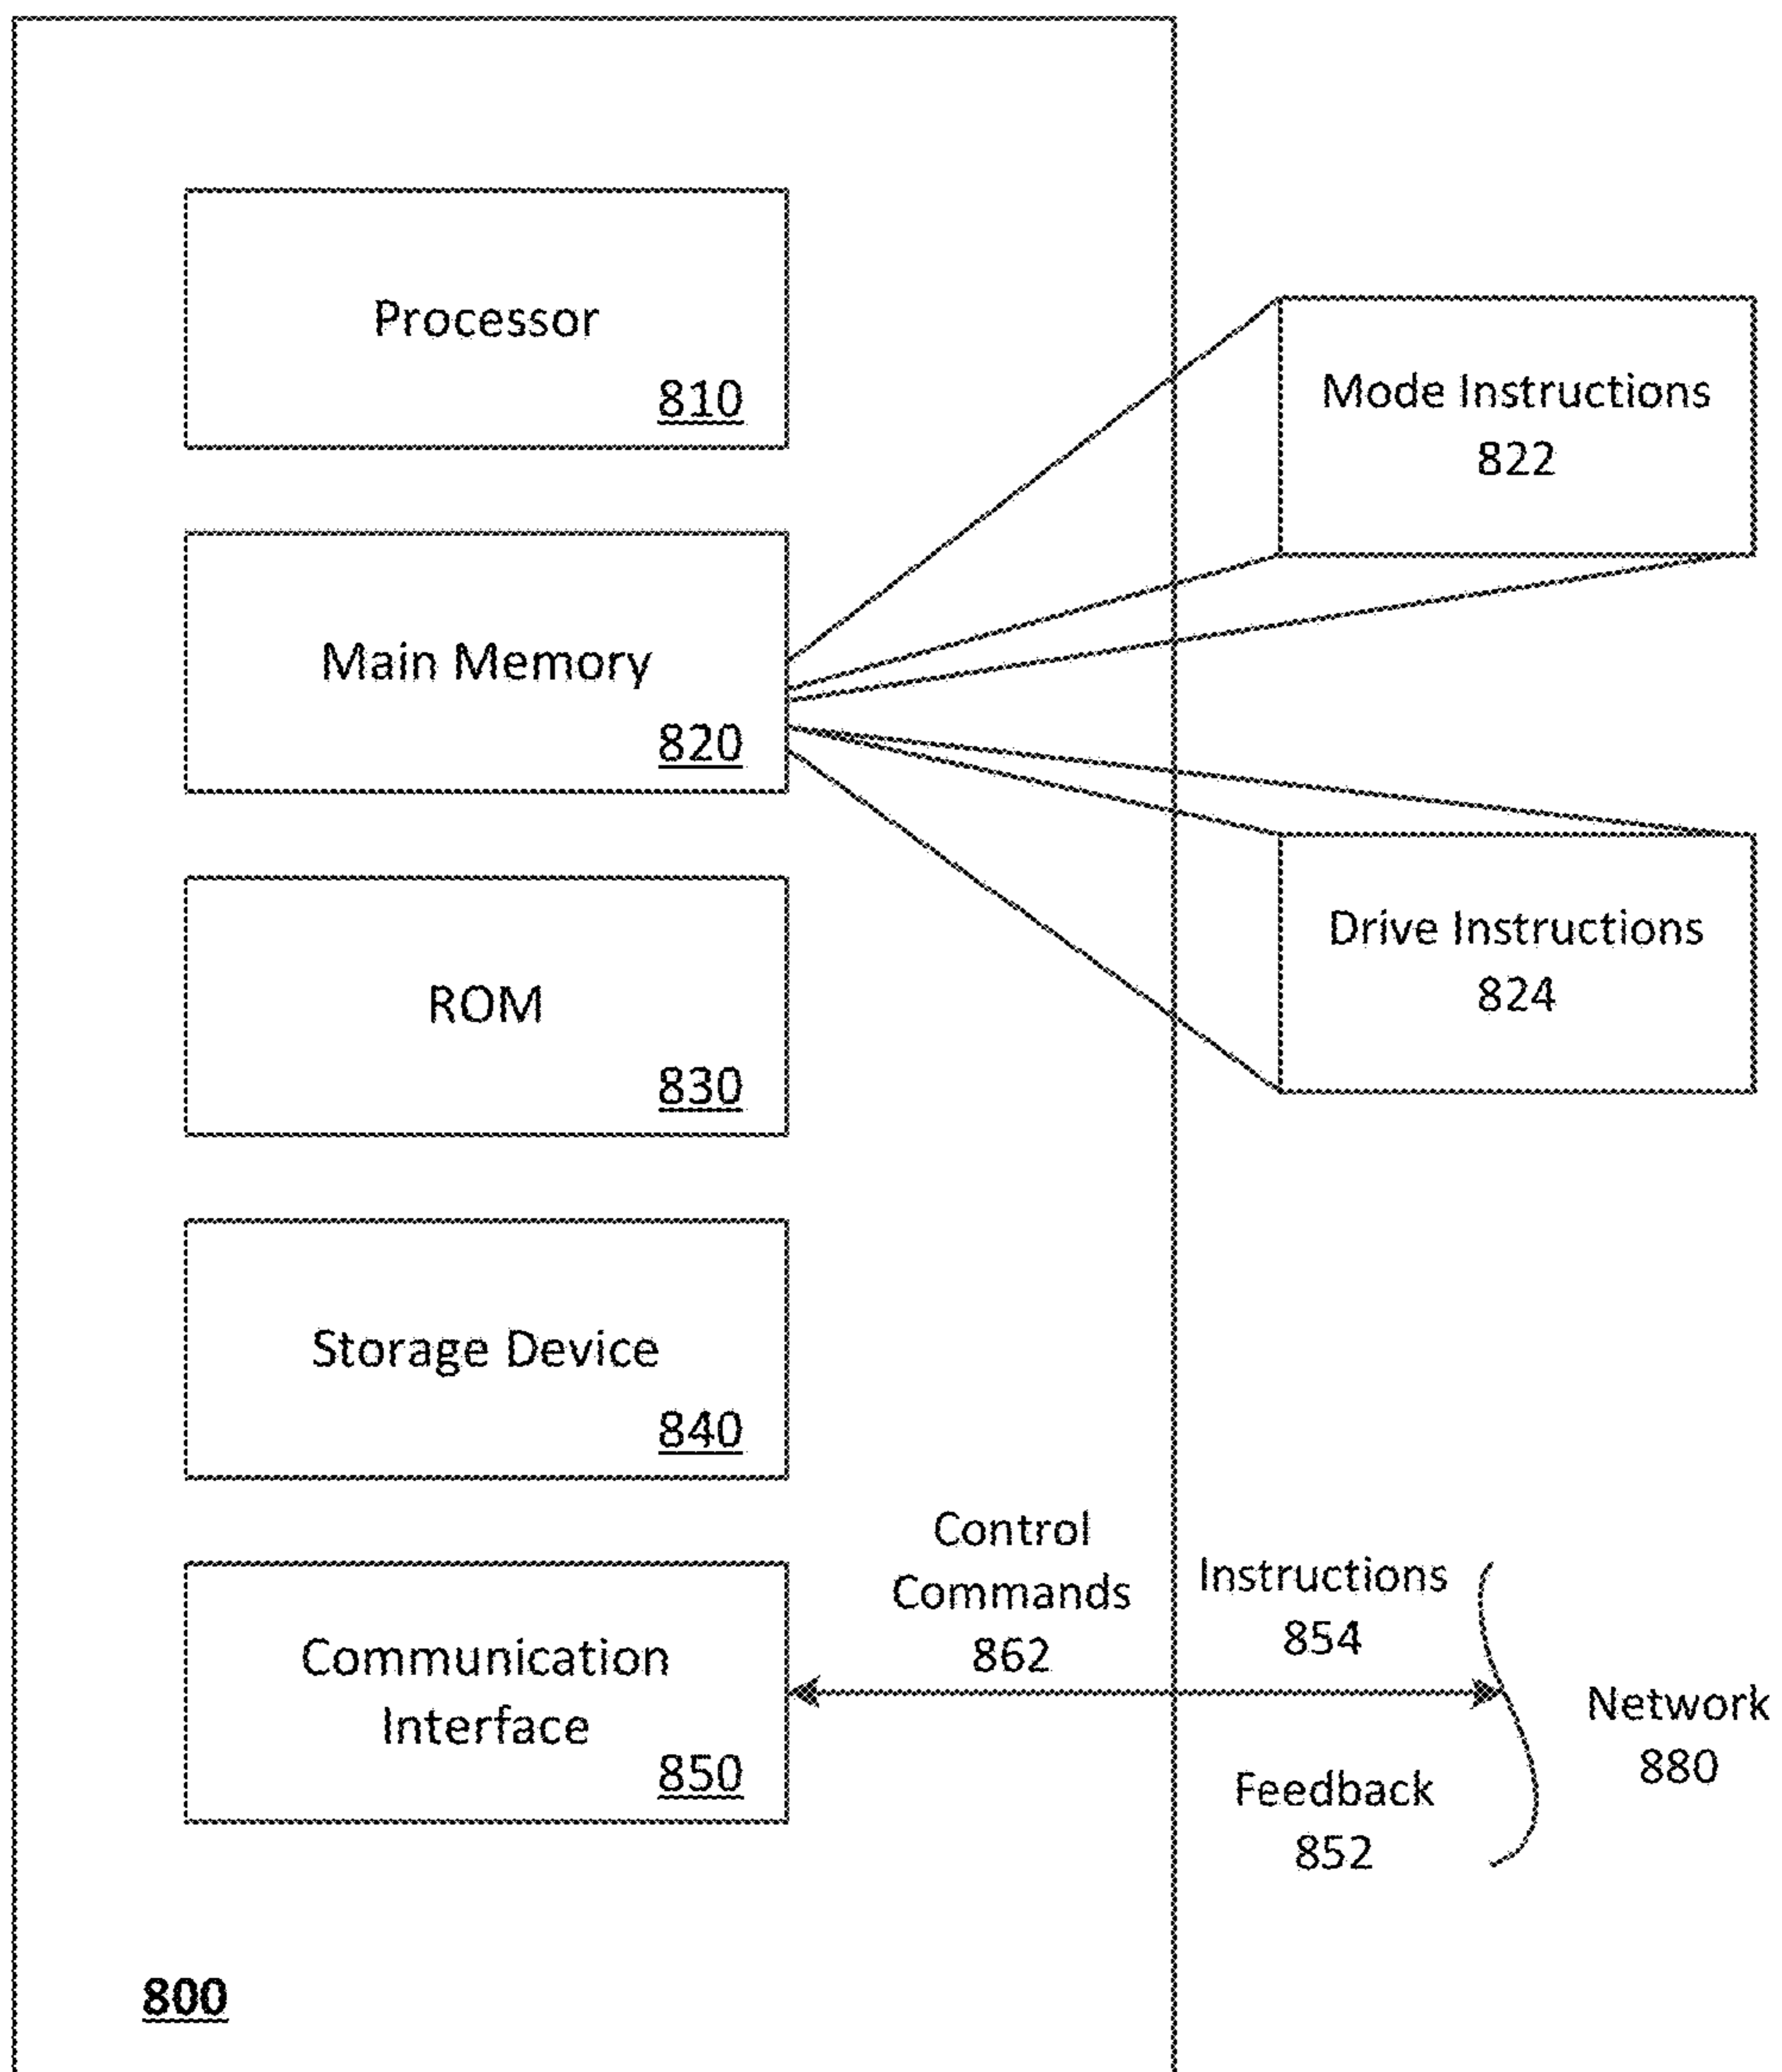 Processor
810
Mode Instructions
822
Main Memory
820
Drive Instructions
824
ROM
830
Storage Device
840
Control
Commands
862
Instructions
854
Communication
Interface
850
Feedback
852
Network
880
800